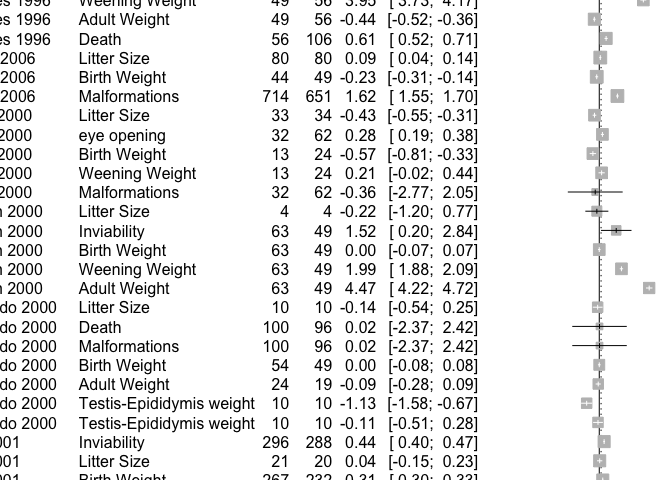 es 1996 Weening Weight 49 56 3.95 [ 3.73; 4.17]
es 1996 Adult Weight 49 56 -0.44 [-0.52; -0.36]
es 1996 Death 56 106 0.61 [ 0.52; 0.71]
2006 Litter Size 80 80 0.09 [ 0.04; 0.14]
2006 Birth Weight 44 49 -0.23 [-0.31; -0.14]
2006 Malformations 714 651 1.62 [ 1.55; 1.70]
2000 Litter Size 33 34 -0.43 [-0.55; -0.31]
2000 eye opening 32 62 0.28 [ 0.19; 0.38]
2000 Birth Weight 13 24 -0.57 [-0.81; -0.33]
2000 Weening Weight 13 24 0.21 [-0.02; 0.44]
2000 Malformations 32 62 -0.36 [-2.77; 2.05]
n 2000 Litter Size 4 4 -0.22 [-1.20; 0.77]
n 2000 Inviability 63 49 1.52 [ 0.20; 2.84]
n 2000 Birth Weight 63 49 0.00 [-0.07; 0.07]
n 2000 Weening Weight 63 49 1.99 [ 1.88; 2.09]
n 2000 Adult Weight 63 49 4.47 [ 4.22; 4.72]
do 2000 Litter Size 10 10 -0.14 [-0.54; 0.25]
do 2000 Death 100 96 0.02 [-2.37; 2.42]
do 2000 Malformations 100 96 0.02 [-2.37; 2.42]
do 2000 Birth Weight 54 49 0.00 [-0.08; 0.08]
do 2000 Adult Weight 24 19 -0.09 [-0.28; 0.09]
do 2000 Testis-Epididymis weight 10 10 -1.13 [-1.58; -0.67]
do 2000 Testis-Epididymis weight 10 10 -0.11 [-0.51; 0.28]
001 Inviability 296 288 0.44 [ 0.40; 0.47]
001 Litter Size 21 20 0.04 [-0.15; 0.23]
001 Birth Weight 267 232 0.31 [ 0.30; 0.33]